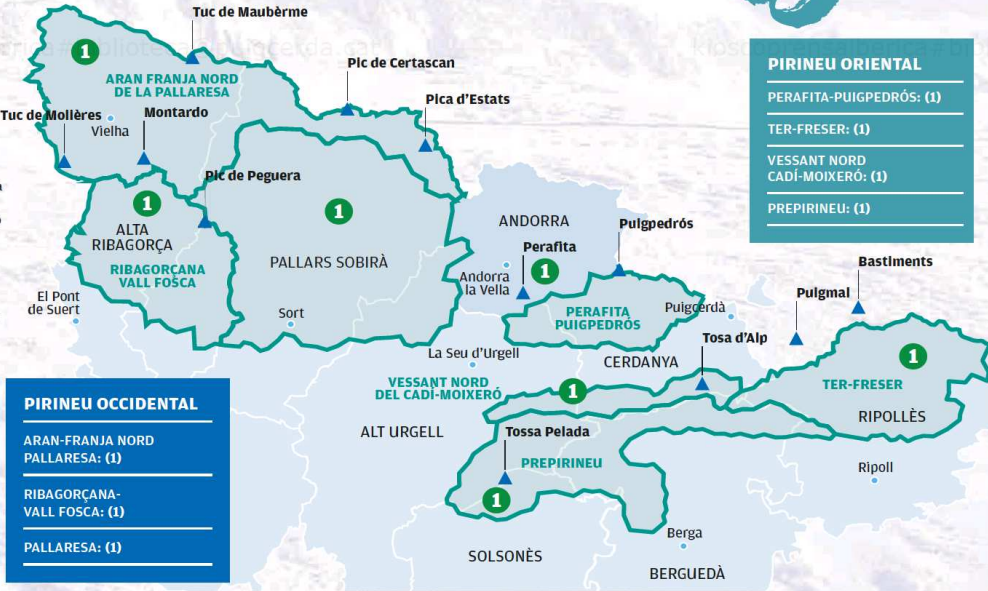 Tuc de Maubèrme
1
ARAN FRANJA NORD
DE LA PALLARESA
Pic de Certascan
Pica d'Estats
Tuc de Mollères
Vielha
Montardo
Pic de Peguera
1
ALTA
RIBAGORÇA
RIBAGORÇANA
VALL FOSCA
1
PALLARS SOBIRÀ
El Pont
de Suert
Sort
ANDORRA
Perafita
1
Andorra
la Vella
Puigpedrós
PERAFITA
PUIGPEDRÓS
Puigcerdà
Bastiments
Puigmal
Tosa d'Alp
La Seu d'Urgell
CERDANYA
VESSANT NORD
DEL CADÍ-MOIXERÓ
1
1
TER-FRESER
RIPOLLÈS
ALT URGELL
Tossa Pelada
PREPIRINEU
1
Ripoll
SOLSONÈS
Berga
BERGUEDÀ
PIRINEU ORIENTAL
PERAFITA-PUIGPEDRÓS: (1)
TER-FRESER: (1)
VESSANT NORD
CADÍ-MOIXERÓ: (1)
PREPIRINEU: (1)
PIRINEU OCCIDENTAL
ARAN-FRANJA NORD
PALLARESA: (1)
RIBAGORÇANA-
VALL FOSCA: (1)
PALLARESA: (1)